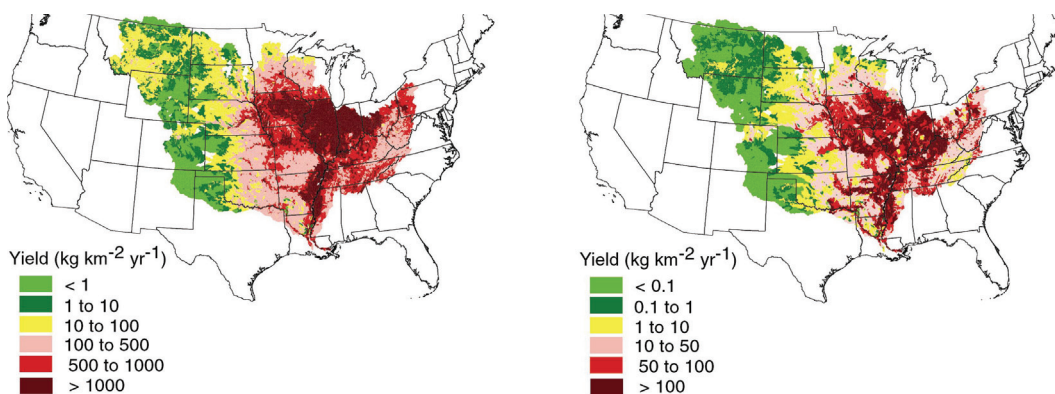 Yield (kg km⁻² yr⁻¹)
< 1
1 to 10
10 to 100
100 to 500
500 to 1000
> 1000
Yield (kg km⁻² yr⁻¹)
< 0.1
0.1 to 1
1 to 10
10 to 50
50 to 100
> 100